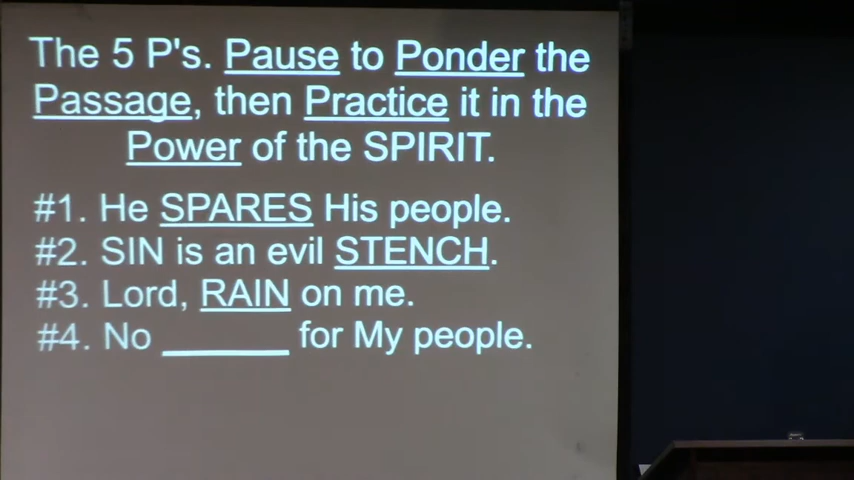 The 5 P's. Pause to Ponder the
Passage, then Practice it in the
Power of the SPIRIT.
#1. He SPARES His people.
#2. SIN is an evil STENCH.
#3. Lord, RAIN on me.
#4. No ______ for My people.